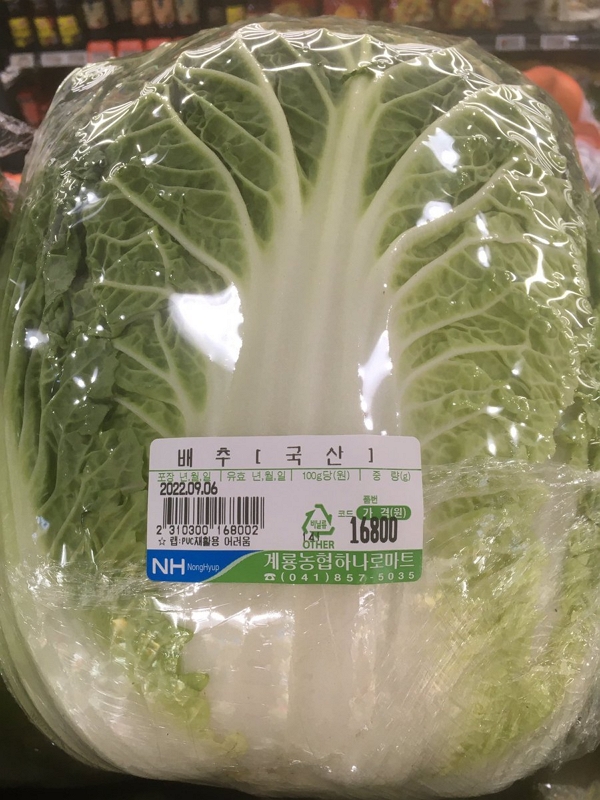 배 추 [ 국 산 ]
포장 년,월,일 유효 년,월,일 100g당(원) 중 량(g)
2022.09.06
2 310300 168002
☆ 랩:PVC재활용 어려움
비닐류
OTHER
품번
코드 가 격(원)
141
16800
NH NongHyup
계룡농협하나로마트
☎(041)857-5035